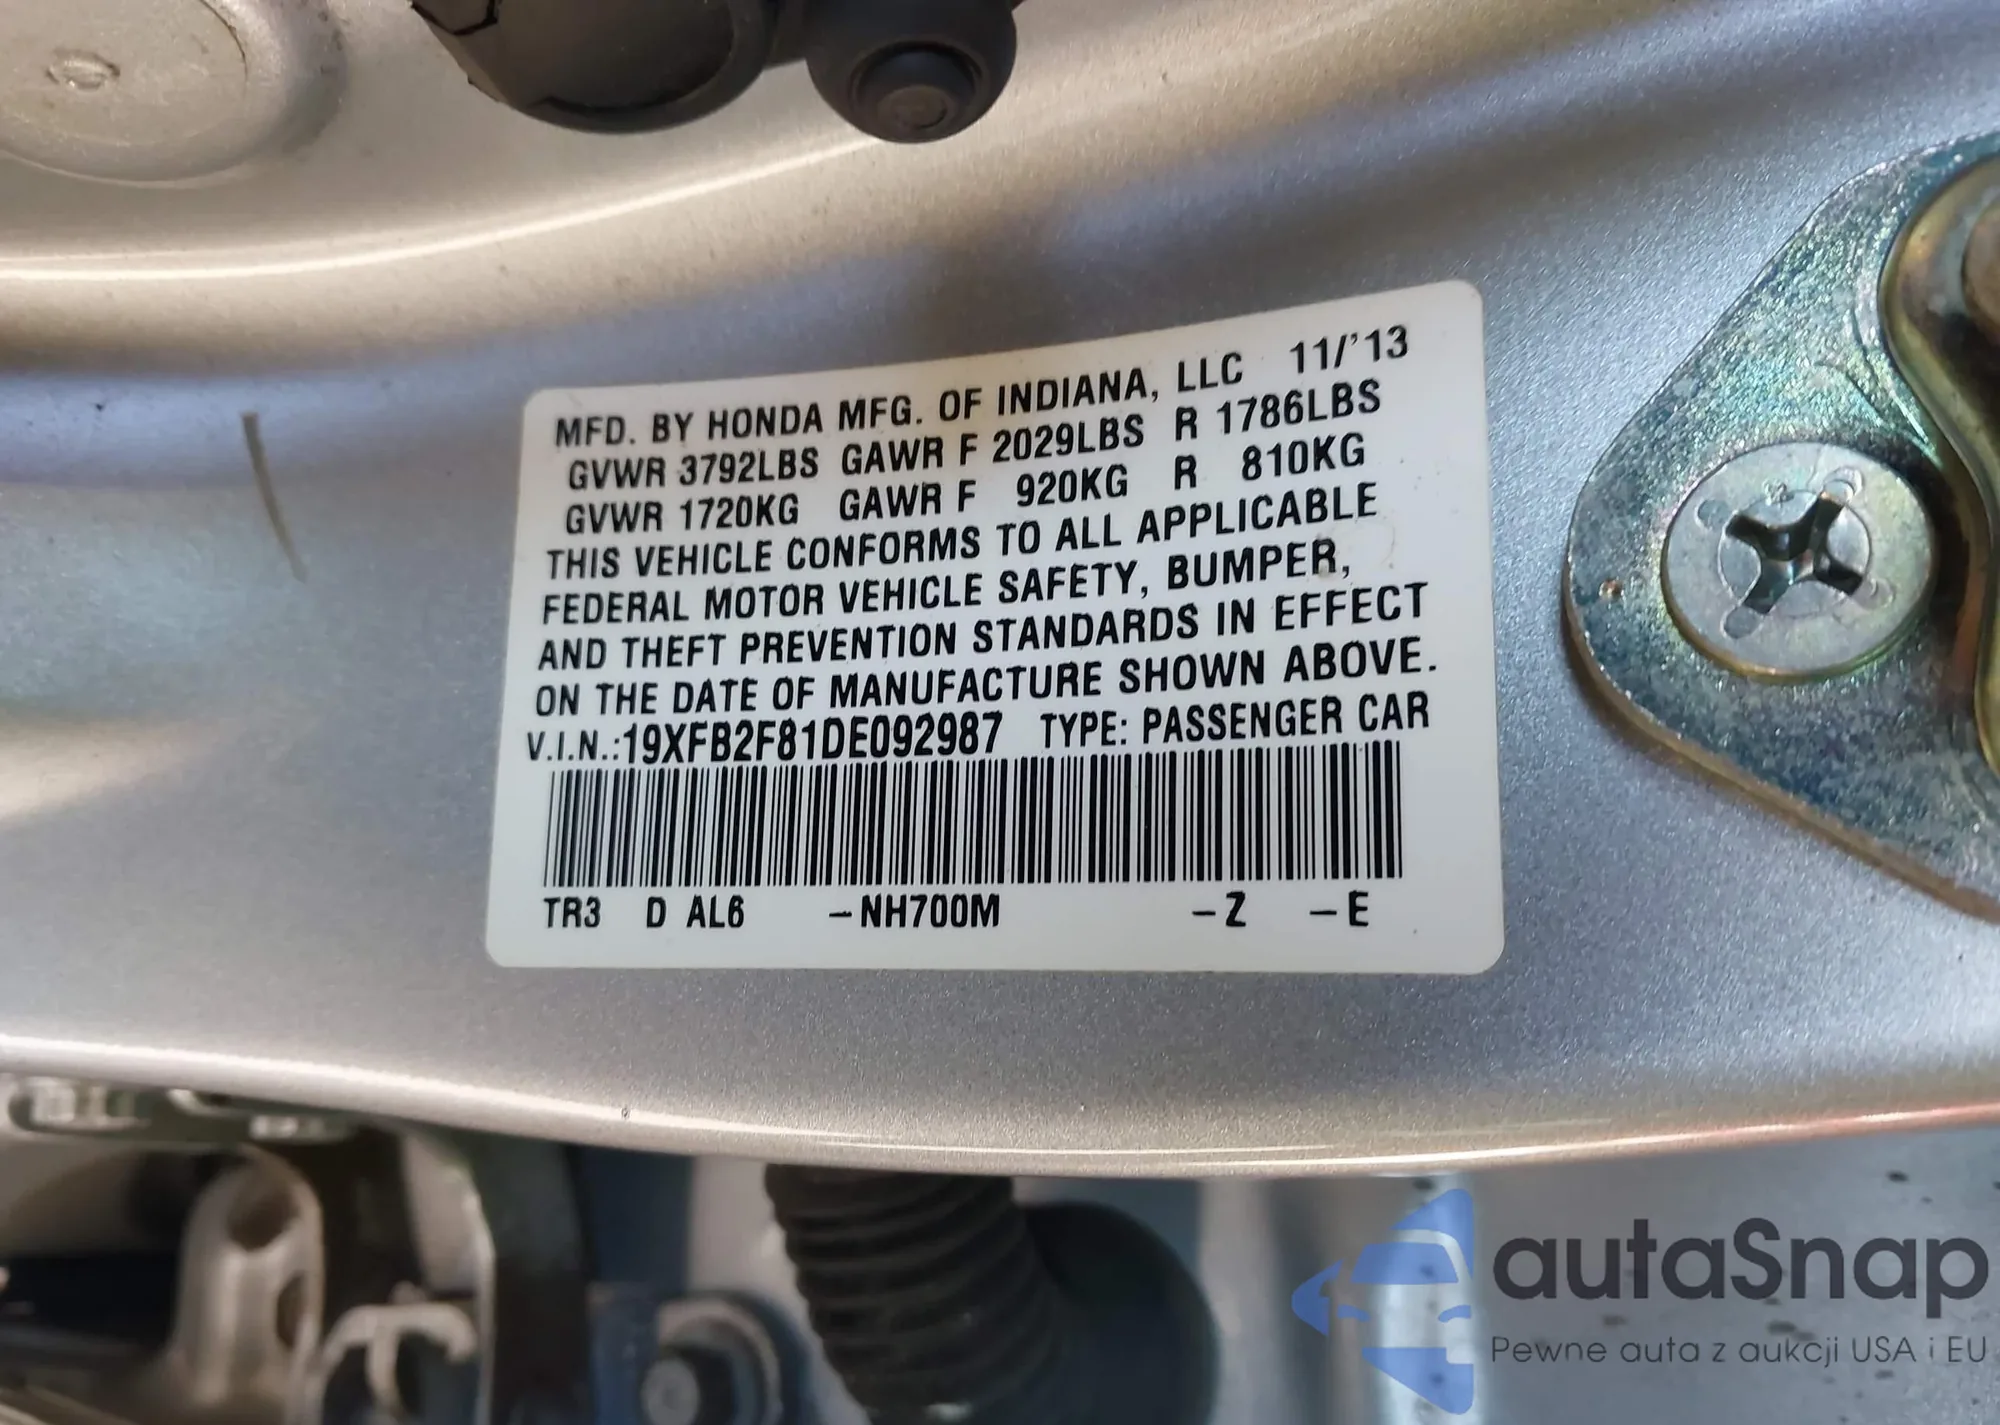 MFD. BY HONDA MFG. OF INDIANA, LLC 11/'13
GVWR 3792LBS GAWR F 2029LBS R 1786LBS
GVWR 1720KG GAWR F 920KG R 810KG
THIS VEHICLE CONFORMS TO ALL APPLICABLE
FEDERAL MOTOR VEHICLE SAFETY, BUMPER,
AND THEFT PREVENTION STANDARDS IN EFFECT
ON THE DATE OF MANUFACTURE SHOWN ABOVE.
V.I.N.:19XFB2F81DE092987 TYPE: PASSENGER CAR
TR3 D AL6 –NH700M –Z –E
autaSnap
Pewne auta z aukcji USA i EU